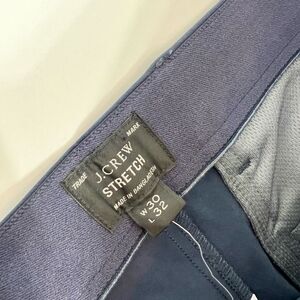 TRADE MARK
J.CREW
STRETCH
MADE IN BANGLADESH
W 30
L 32